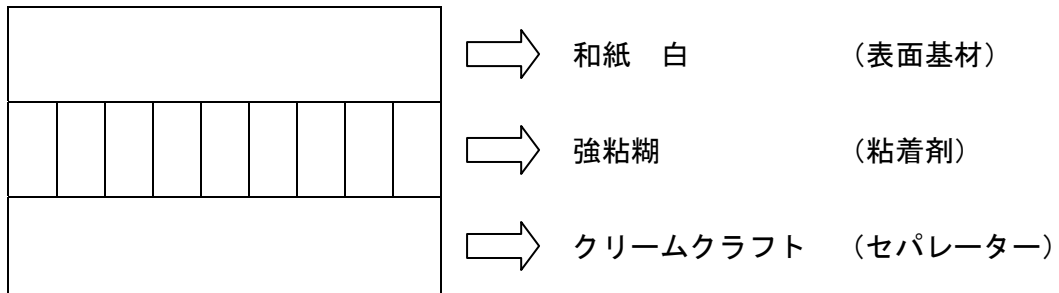 和紙　白　（表面基材）
強粘糊　（粘着剤）
クリームクラフト　（セパレーター）